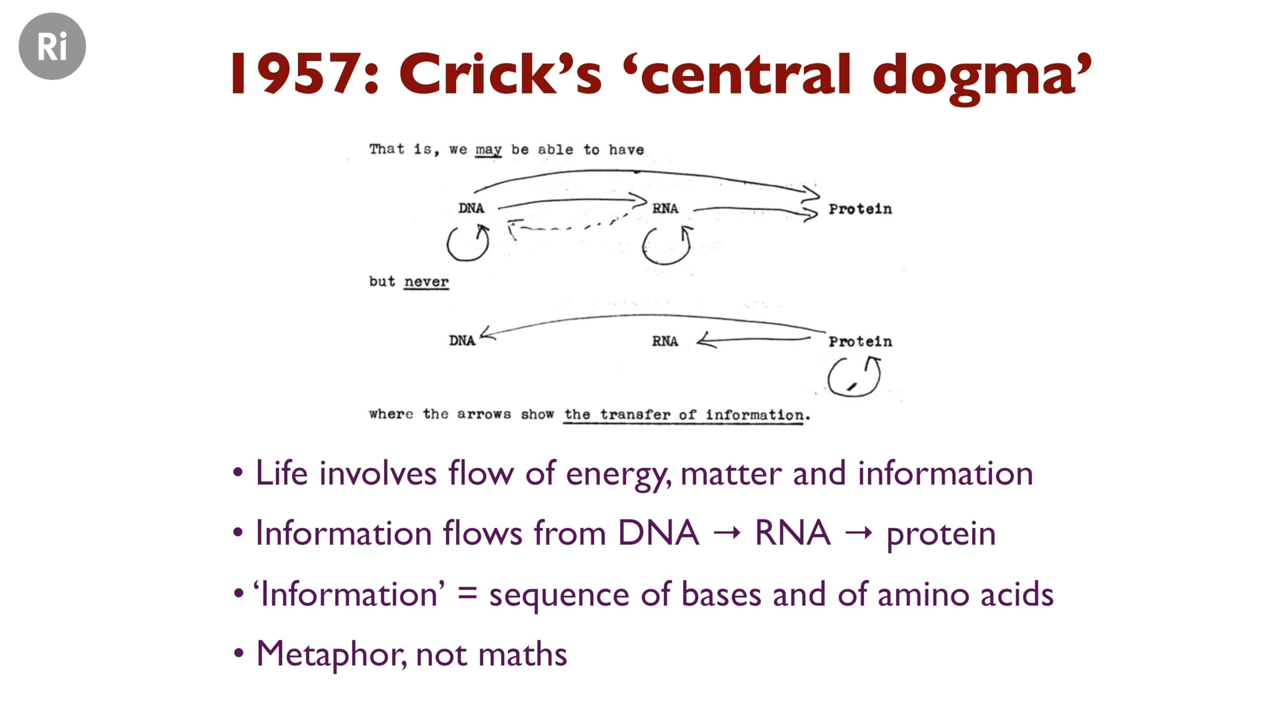 Ri
1957: Crick’s ‘central dogma’
That is, we may be able to have
DNA RNA Protein
but never
DNA RNA Protein
where the arrows show the transfer of information.
• Life involves flow of energy, matter and information
• Information flows from DNA → RNA → protein
• ‘Information’ = sequence of bases and of amino acids
• Metaphor, not maths